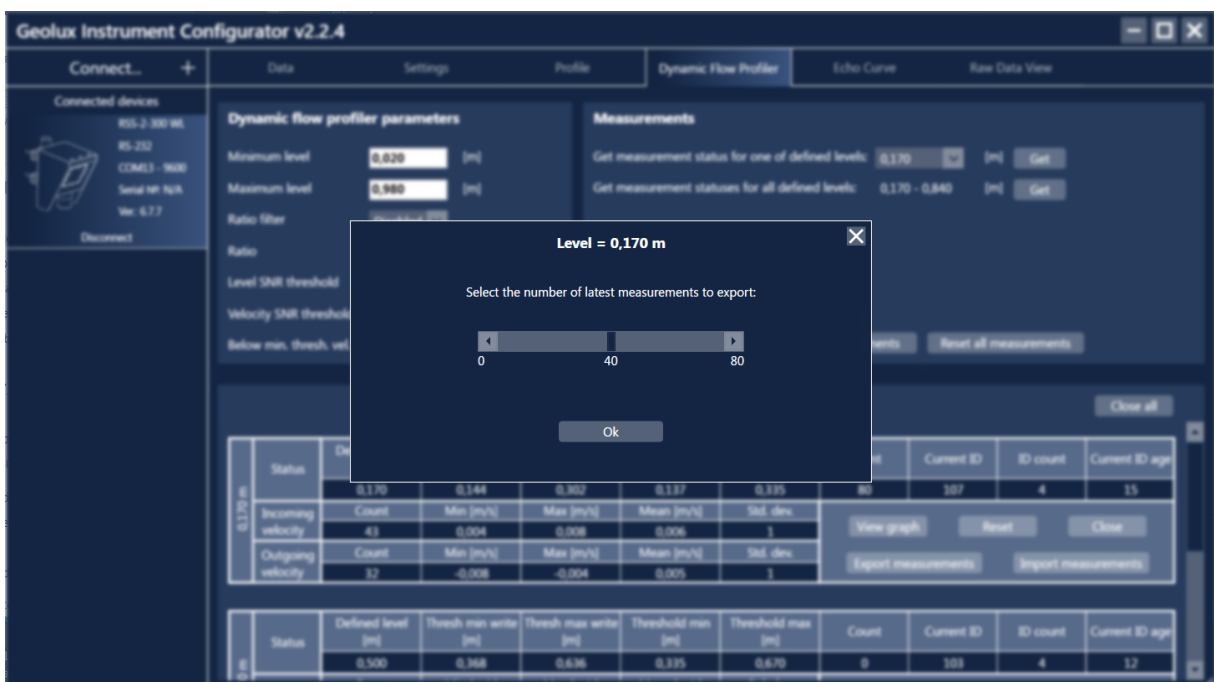 Geolux Instrument Configurator v2.2.4
Connect... +
Data Settings Profile Dynamic Flow Profiler Echo Curve Raw Data View
Connected devices
RSS-2-300 WL
RS-232
COM13 - 9600
Serial №: N/A
Ver: 6.7.7
Disconnect
Dynamic flow profiler parameters
Minimum level 0,020 [m]
Maximum level 0,980 [m]
Ratio filter Disabled
Ratio
Level SNR threshold
Velocity SNR threshold
Below min. thresh. vel.
Measurements
Get measurement status for one of defined levels: 0,170 [m] Get
Get measurement statuses for all defined levels: 0,170 - 0,840 [m] Get
Reset all measurements
Level = 0,170 m
Select the number of latest measurements to export:
0 40 80
Ok
Close all
0,170 m
Status Current ID ID count Current ID age
0,170 0,144 0,302 0,137 0,335 80 107 4 15
Incoming velocity Count Min [m/s] Max [m/s] Mean [m/s] Std. dev.
43 0,004 0,008 0,006 1
Outgoing velocity Count Min [m/s] Max [m/s] Mean [m/s] Std. dev.
32 -0,008 -0,004 0,005 1
View graph Reset Close
Export measurements Import measurements
Status Defined level [m] Thresh min write [m] Thresh max write [m] Threshold min [m] Threshold max [m] Count Current ID ID count Current ID age
0,500 0,368 0,636 0,335 0,670 0 103 4 12